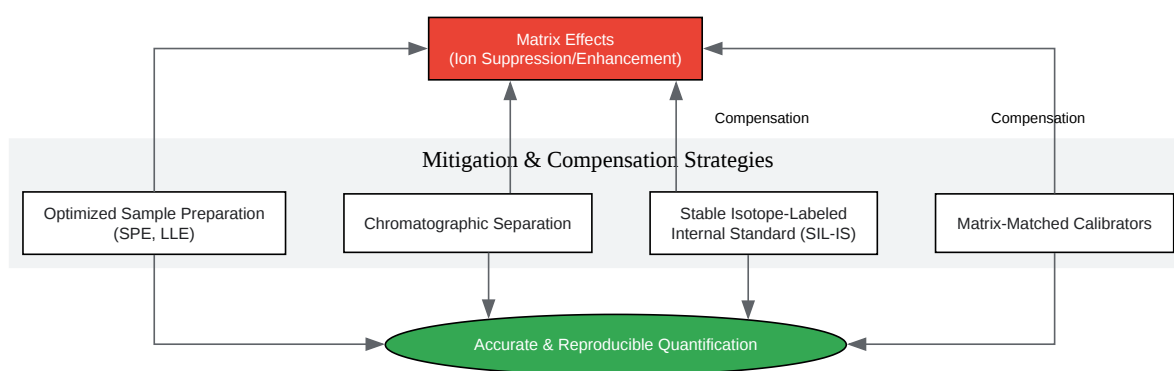 Matrix Effects
(Ion Suppression/Enhancement)
Compensation
Compensation
Mitigation & Compensation Strategies
Optimized Sample Preparation
(SPE, LLE)
Chromatographic Separation
Stable Isotope-Labeled
Internal Standard (SIL-IS)
Matrix-Matched Calibrators
Accurate & Reproducible Quantification